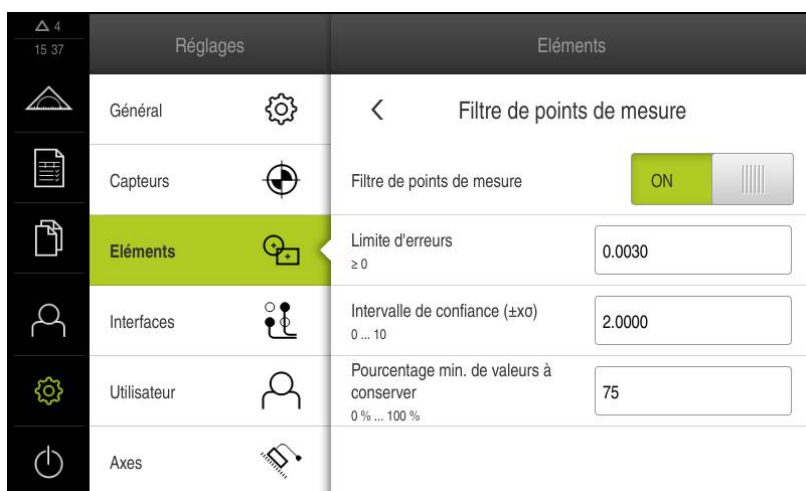 4
15 37
Réglages
Eléments
Général
Filtre de points de mesure
Capteurs
Filtre de points de mesure
ON
Eléments
Limite d'erreurs
≥ 0
0.0030
Interfaces
Intervalle de confiance (±xσ)
0 ... 10
2.0000
Utilisateur
Pourcentage min. de valeurs à
conserver
0 % ... 100 %
75
Axes